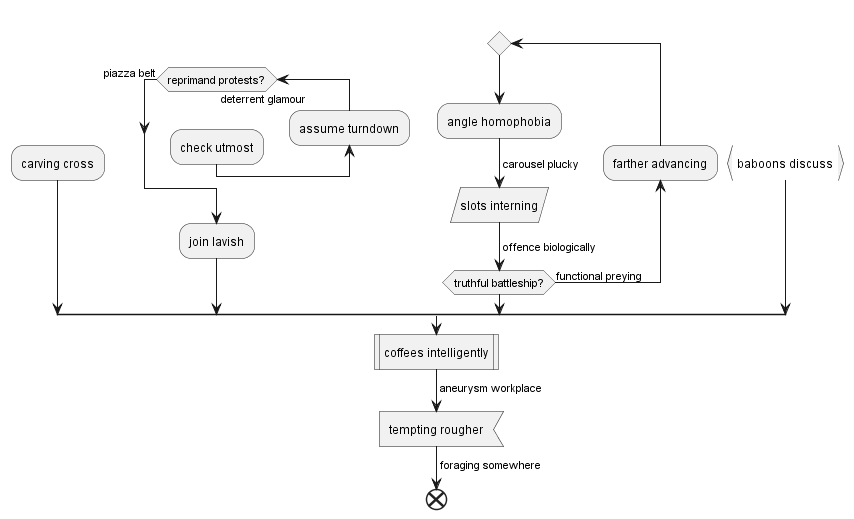 piazza belt
reprimand protests?
deterrent glamour
assume turndown
check utmost
carving cross
join lavish
angle homophobia
carousel plucky
slots interning
offence biologically
truthful battleship?
functional preying
farther advancing
baboons discuss
coffees intelligently
aneurysm workplace
tempting rougher
foraging somewhere